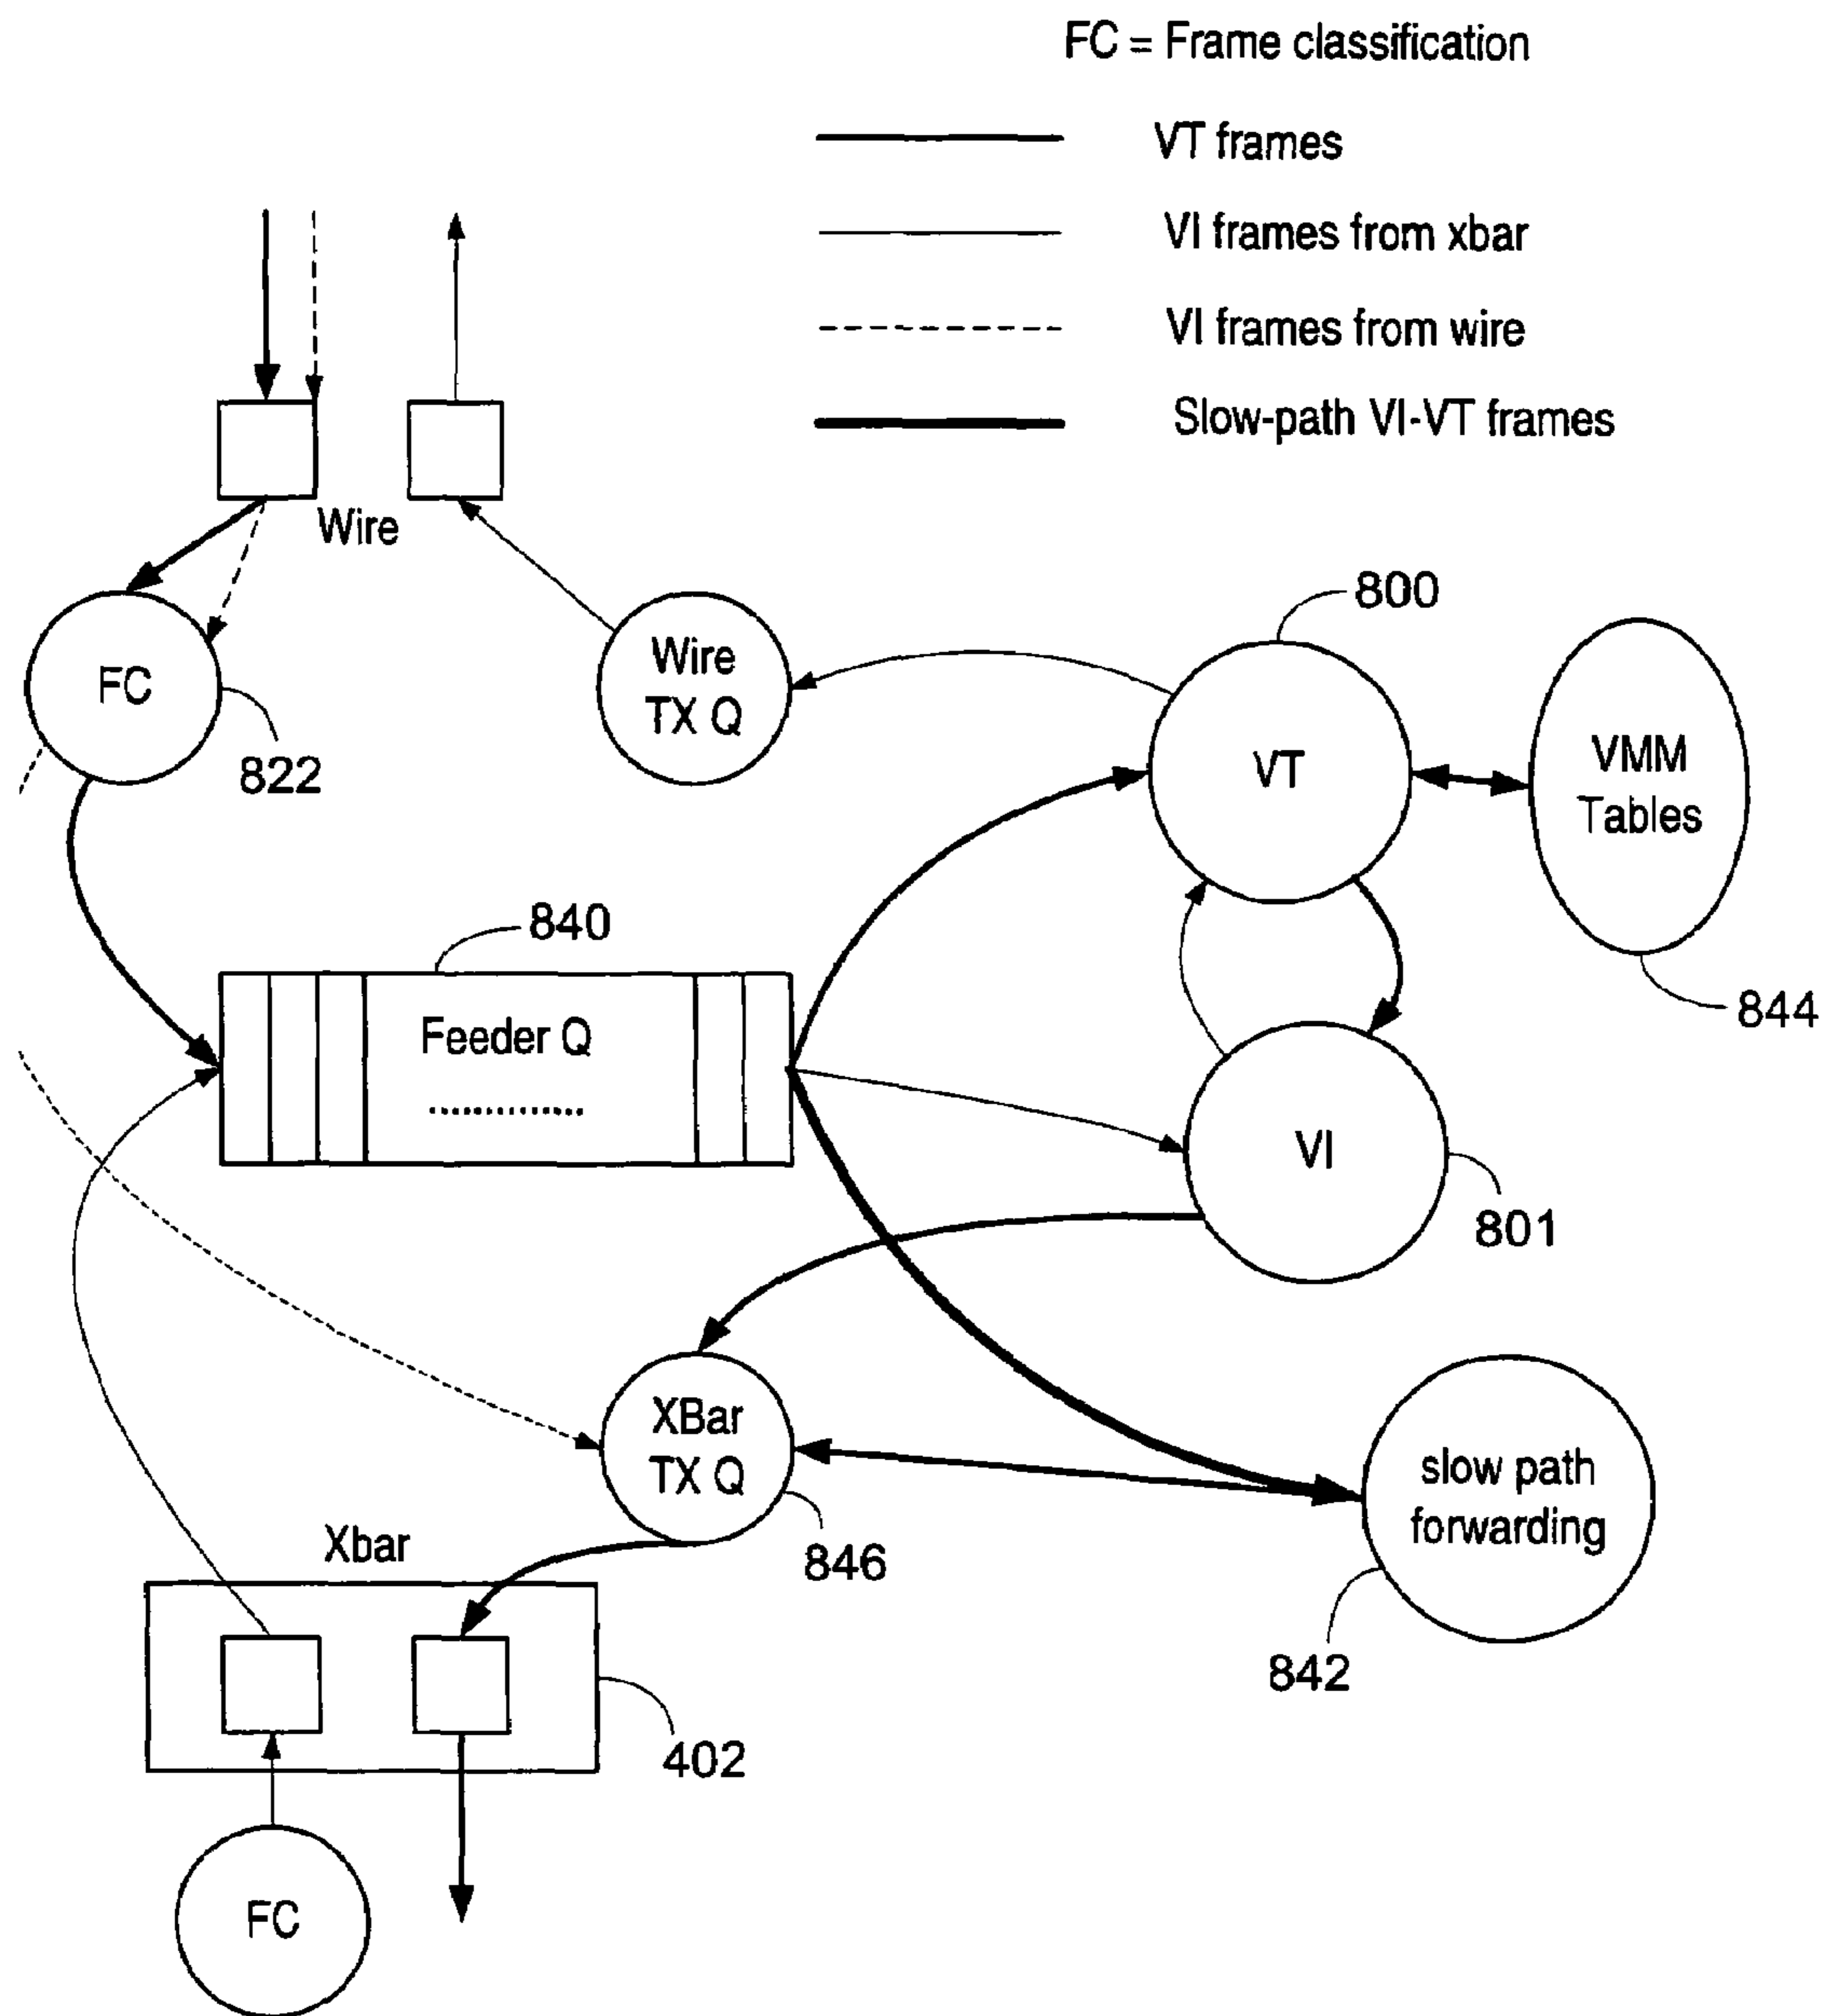 FC = Frame classification
VT frames
VI frames from xbar
VI frames from wire
Slow-path VI-VT frames
Wire
FC
822
Wire
TX Q
800
VT
VMM
Tables
844
840
Feeder Q
VI
801
XBar
TX Q
846
slow path
forwarding
842
Xbar
402
FC